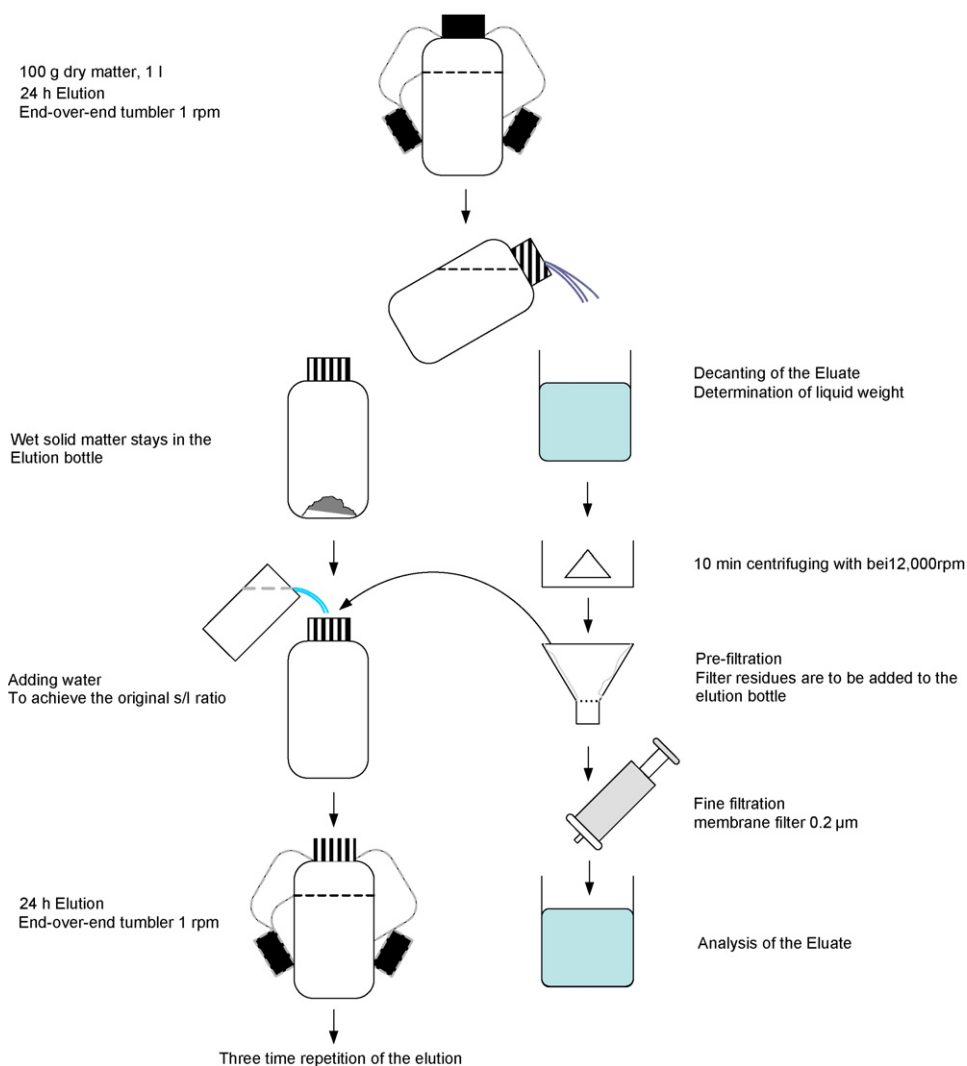 100 g dry matter, 1 l
24 h Elution
End-over-end tumbler 1 rpm
Decanting of the Eluate
Determination of liquid weight
Wet solid matter stays in the
Elution bottle
10 min centrifuging with bei12,000rpm
Pre-filtration
Filter residues are to be added to the
elution bottle
Adding water
To achieve the original s/l ratio
Fine filtration
membrane filter 0.2 µm
24 h Elution
End-over-end tumbler 1 rpm
Analysis of the Eluate
Three time repetition of the elution